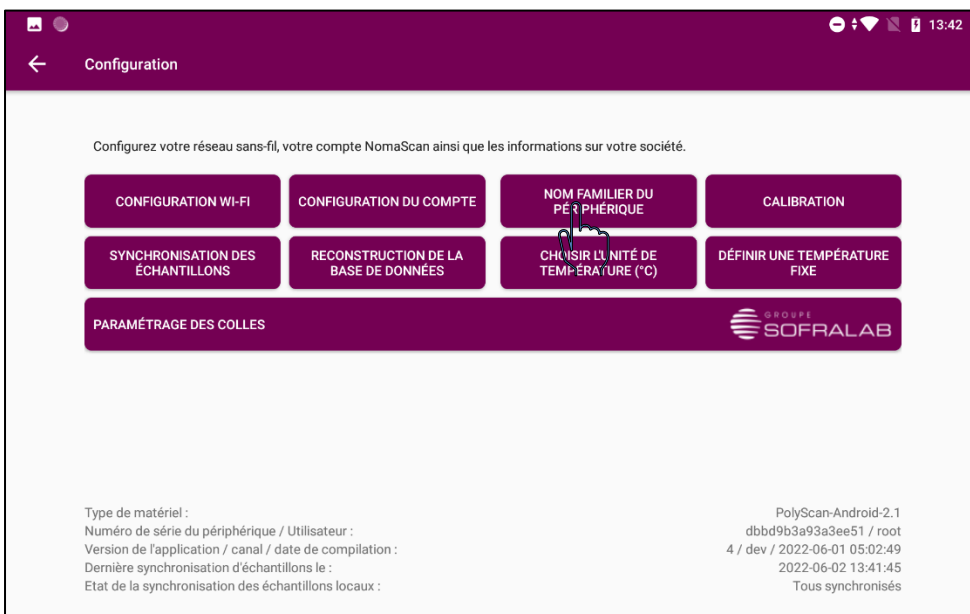 13:42
Configuration
Configurez votre réseau sans-fil, votre compte NomaScan ainsi que les informations sur votre société.
CONFIGURATION WI-FI
CONFIGURATION DU COMPTE
NOM FAMILIER DU
PÉRIPHÉRIQUE
CALIBRATION
SYNCHRONISATION DES
ÉCHANTILLONS
RECONSTRUCTION DE LA
BASE DE DONNÉES
CHOISIR L'UNITÉ DE
TEMPÉRATURE (°C)
DÉFINIR UNE TEMPÉRATURE
FIXE
PARAMÉTRAGE DES COLLES
GROUPE
SOFRALAB
Type de matériel : PolyScan-Android-2.1
Numéro de série du périphérique / Utilisateur : dbbd9b3a93a3ee51 / root
Version de l'application / canal / date de compilation : 4 / dev / 2022-06-01 05:02:49
Dernière synchronisation d'échantillons le : 2022-06-02 13:41:45
Etat de la synchronisation des échantillons locaux : Tous synchronisés